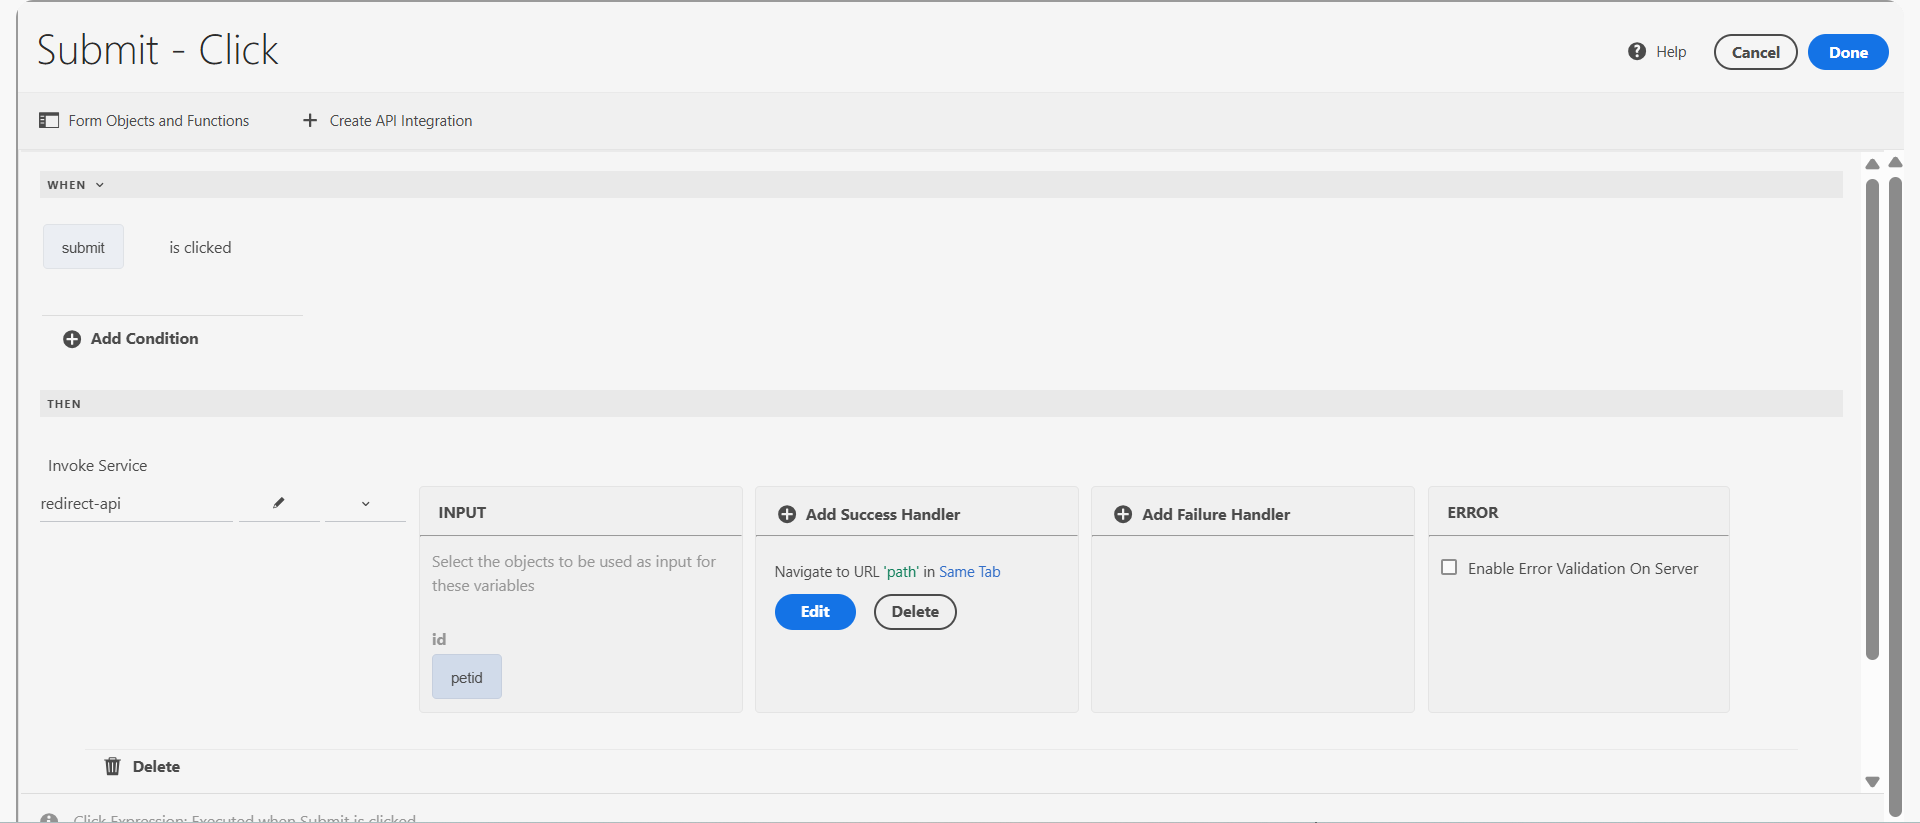 Submit - Click
Help
Cancel
Done
Form Objects and Functions
Create API Integration
WHEN
submit
is clicked
Add Condition
THEN
Invoke Service
redirect-api
INPUT
Select the objects to be used as input for
these variables
id
petid
Add Success Handler
Navigate to URL 'path' in Same Tab
Edit
Delete
Add Failure Handler
ERROR
Enable Error Validation On Server
Delete
Click Expression: Executed when Submit is clicked